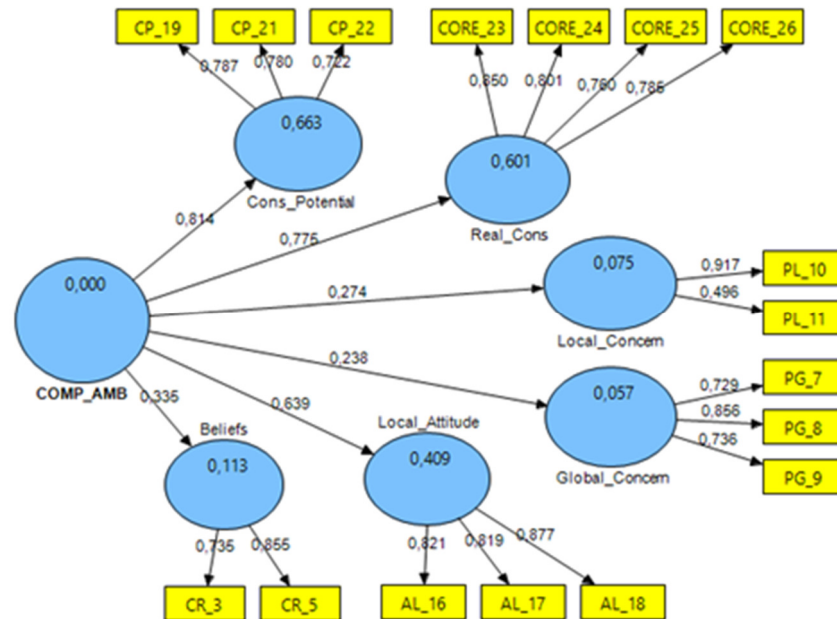 CP_19 CP_21 CP_22 CORE_23 CORE_24 CORE_25 CORE_26
0,787 0,780 0,722 0,850 0,801 0,760 0,785
0,663
Cons_Potential
0,601
Real_Cons
0,814
0,775
0,000
COMP_AMB
0,274
0,075
Local_Concern
0,917
0,496
PL_10
PL_11
0,238
0,057
Global_Concern
0,729
0,856
0,736
PG_7
PG_8
PG_9
0,335
0,639
Beliefs
0,113
Local_Attitude
0,409
0,735 0,855 0,821 0,819 0,877
CR_3 CR_5 AL_16 AL_17 AL_18